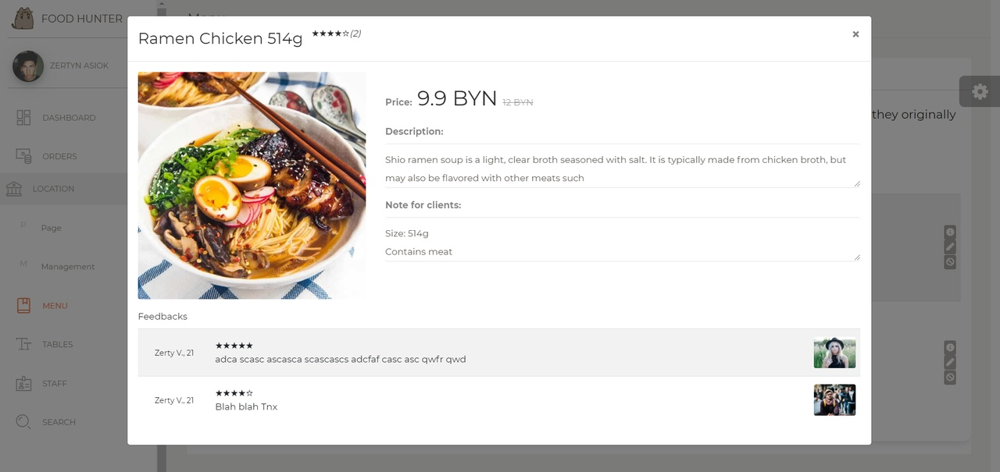 FOOD HUNTER
ZERTYN ASIOK
DASHBOARD
ORDERS
LOCATION
P Page
M Management
MENU
TABLES
STAFF
SEARCH
Ramen Chicken 514g ★★★★☆(2)
×
Price: 9.9 BYN 12 BYN
Description:
Shio ramen soup is a light, clear broth seasoned with salt. It is typically made from chicken broth, but
may also be flavored with other meats such
Note for clients:
Size: 514g
Contains meat
they originally
Feedbacks
Zerty V., 21
★★★★★
adca scasc ascasca scascascs adcfaf casc asc qwfr qwd
Zerty V., 21
★★★★☆
Blah blah Tnx